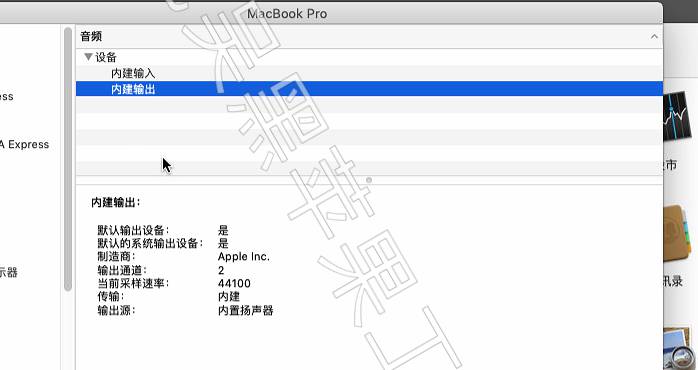 MacBook Pro
音频
设备
内建输入
内建输出
ess
A Express
示器
内建输出：
默认输出设备： 是
默认的系统输出设备： 是
制造商： Apple Inc.
输出通道： 2
当前采样速率： 44100
传输： 内建
输出源： 内置扬声器
市
讯录
黑苹果工